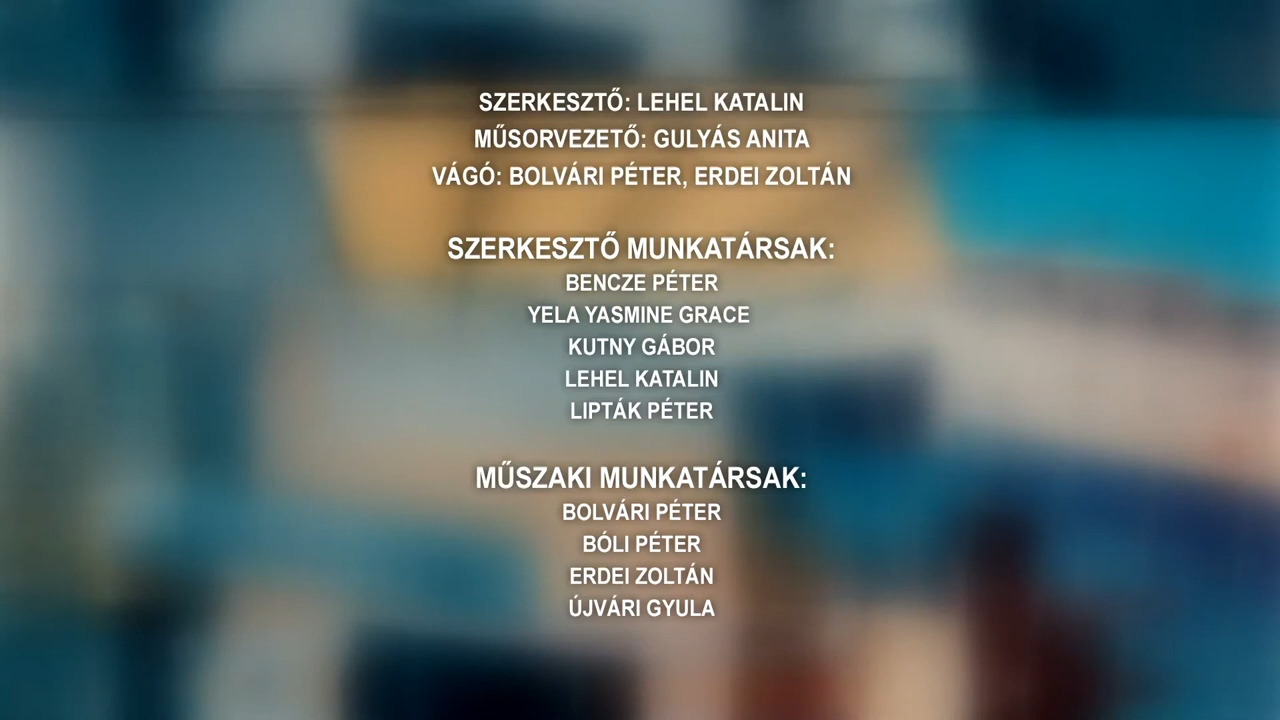 SZERKESZTŐ: LEHEL KATALIN
MŰSORVEZETŐ: GULYÁS ANITA
VÁGÓ: BOLVÁRI PÉTER, ERDEI ZOLTÁN
SZERKESZTŐ MUNKATÁRSAK:
BENCZE PÉTER
YELA YASMINE GRACE
KUTNY GÁBOR
LEHEL KATALIN
LIPTÁK PÉTER
MŰSZAKI MUNKATÁRSAK:
BOLVÁRI PÉTER
BÓLI PÉTER
ERDEI ZOLTÁN
ÚJVÁRI GYULA